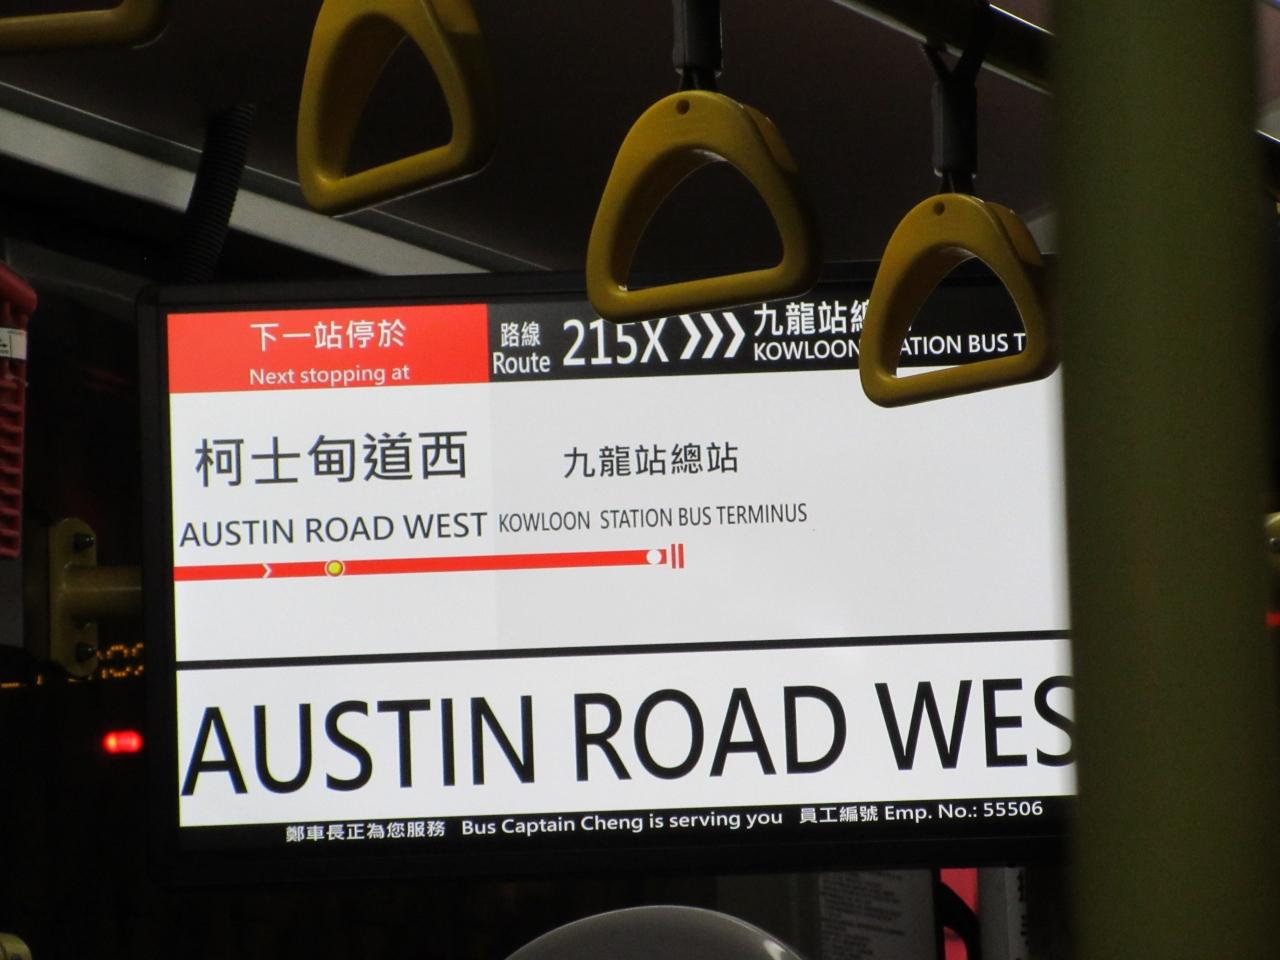 下一站停於
Next stopping at
路線
Route
215X
九龍站
KOWLOON STATION BUS
柯士甸道西
AUSTIN ROAD WEST
九龍站總站
KOWLOON STATION BUS TERMINUS
AUSTIN ROAD WES
鄭車長正為您服務 Bus Captain Cheng is serving you 員工編號 Emp. No.: 55506